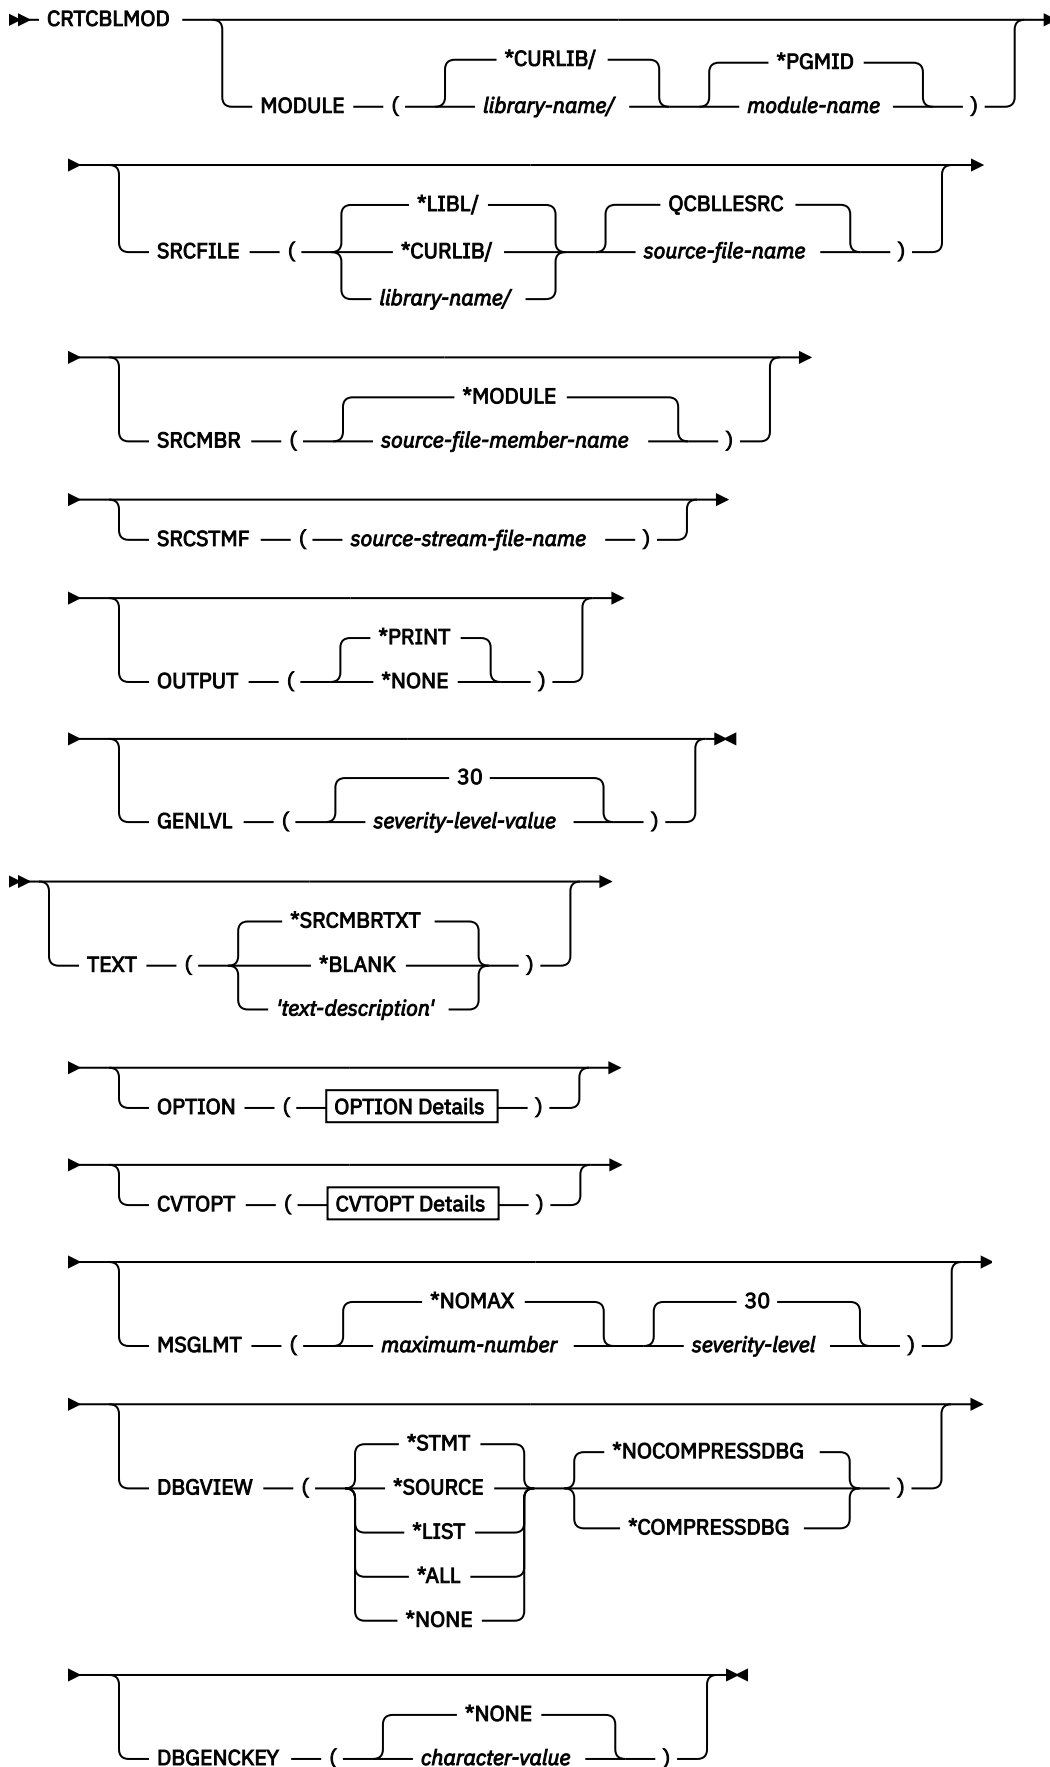 CRTCBLMOD
*CURLIB/ *PGMID
MODULE ( library-name/ module-name )
*LIBL/ QCBLLESRC
SRCFILE ( *CURLIB/ source-file-name )
library-name/
*MODULE
SRCMBR ( source-file-member-name )
SRCSTMF ( source-stream-file-name )
*PRINT
OUTPUT ( *NONE )
30
GENLVL ( severity-level-value )
*SRCMBRTXT
TEXT ( *BLANK )
'text-description'
OPTION ( OPTION Details )
CVTOPT ( CVTOPT Details )
*NOMAX 30
MSGLMT ( maximum-number severity-level )
*STMT *NOCOMPRESSDBG
DBGVIEW ( *SOURCE )
*LIST *COMPRESSDBG
*ALL
*NONE
*NONE
DBGENCKEY ( character-value )